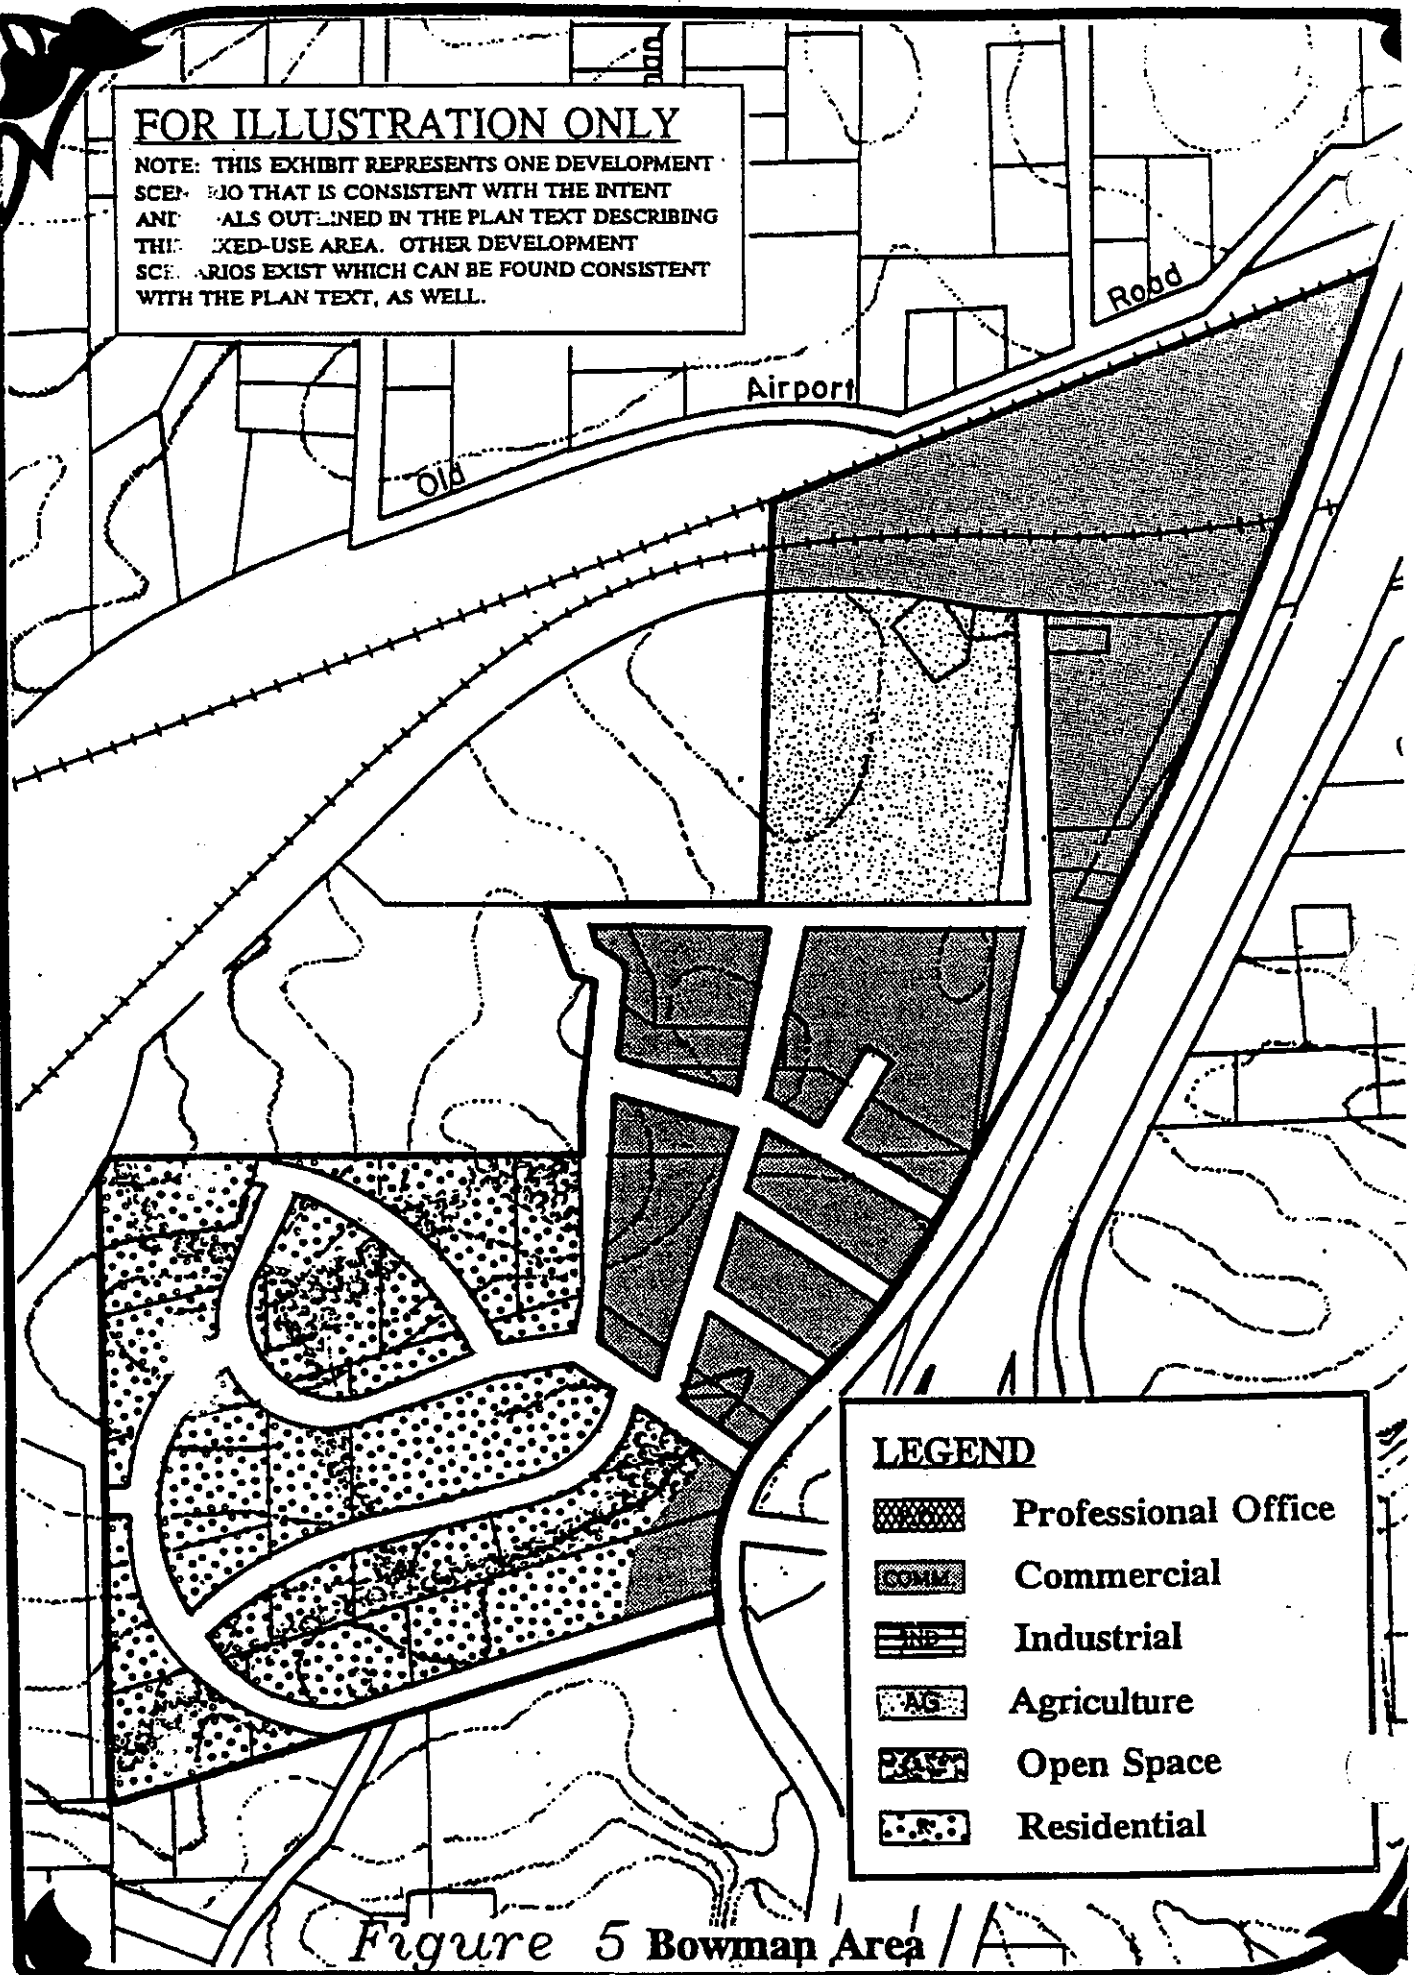 FOR ILLUSTRATION ONLY
NOTE: THIS EXHIBIT REPRESENTS ONE DEVELOPMENT
THAT IS CONSISTENT WITH THE INTENT
OUTLINED IN THE PLAN TEXT DESCRIBING
AREA. OTHER DEVELOPMENT
EXIST WHICH CAN BE FOUND CONSISTENT
WITH THE PLAN TEXT, AS WELL.
Road
Airport
Old
LEGEND
Professional Office
COMM Commercial
IND Industrial
AG Agriculture
Open Space
R Residential
Figure 5 Bowman Area